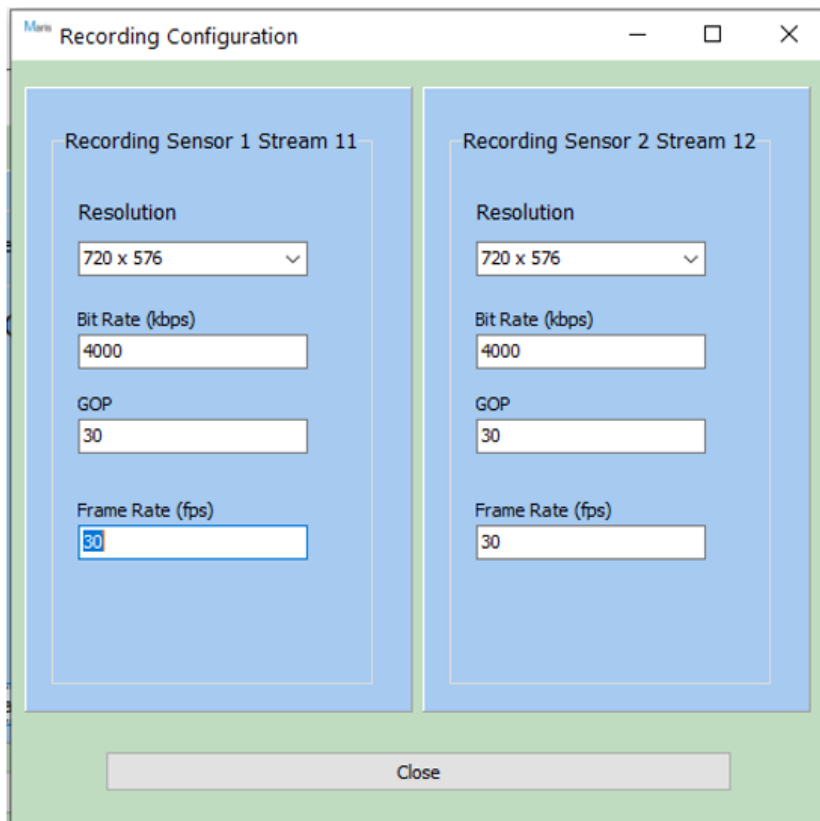 Maris Recording Configuration
Recording Sensor 1 Stream 11
Resolution
720 x 576
Bit Rate (kbps)
4000
GOP
30
Frame Rate (fps)
30
Recording Sensor 2 Stream 12
Resolution
720 x 576
Bit Rate (kbps)
4000
GOP
30
Frame Rate (fps)
30
Close